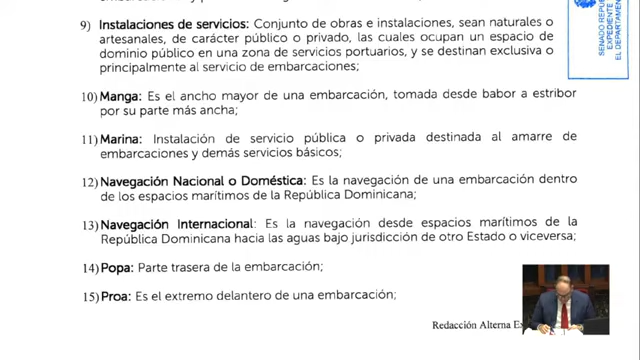 9) Instalaciones de servicios: Conjunto de obras e instalaciones, sean naturales o
artesanales, de carácter público o privado, las cuales ocupan un espacio de
dominio público en una zona de servicios portuarios, y se destinan exclusiva o
principalmente al servicio de embarcaciones;
10) Manga: Es el ancho mayor de una embarcación, tomada desde babor a estribor
por su parte más ancha;
11) Marina: Instalación de servicio pública o privada destinada al amarre de
embarcaciones y demás servicios básicos;
12) Navegación Nacional o Doméstica: Es la navegación de una embarcación dentro
de los espacios marítimos de la República Dominicana;
13) Navegación Internacional: Es la navegación desde espacios marítimos de la
República Dominicana hacia las aguas bajo jurisdicción de otro Estado o viceversa;
14) Popa: Parte trasera de la embarcación;
15) Proa: Es el extremo delantero de una embarcación;
Redacción Alterna
SENADO
EXPEDIENTE
EL DEPARTAMEN